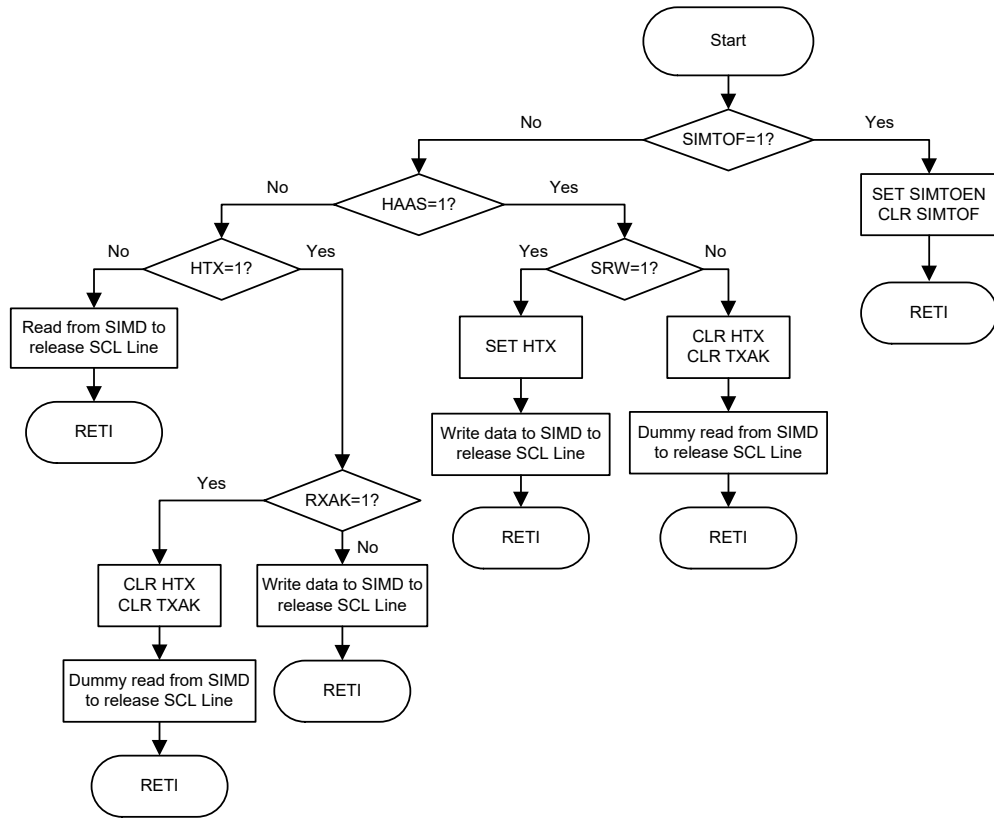 Start
No
SIMTOF=1?
Yes
No
HAAS=1?
Yes
SET SIMTOEN
CLR SIMTOF
No
HTX=1?
Yes
Yes
SRW=1?
No
RETI
Read from SIMD to
release SCL Line
SET HTX
CLR HTX
CLR TXAK
RETI
Write data to SIMD to
release SCL Line
Dummy read from SIMD
to release SCL Line
Yes
RXAK=1?
No
RETI
RETI
CLR HTX
CLR TXAK
Write data to SIMD to
release SCL Line
Dummy read from SIMD
to release SCL Line
RETI
RETI